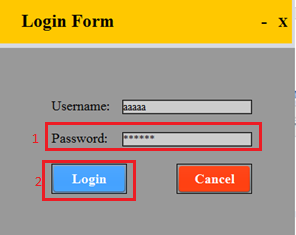 Login Form - X
Username: aaaaa
1 Password: ******
2 Login Cancel